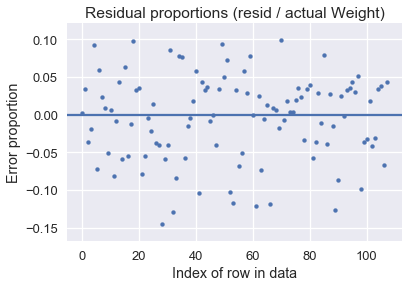 Residual proportions (resid / actual Weight)
Error proportion
0.10
0.05
0.00
−0.05
−0.10
−0.15
0 20 40 60 80 100
Index of row in data